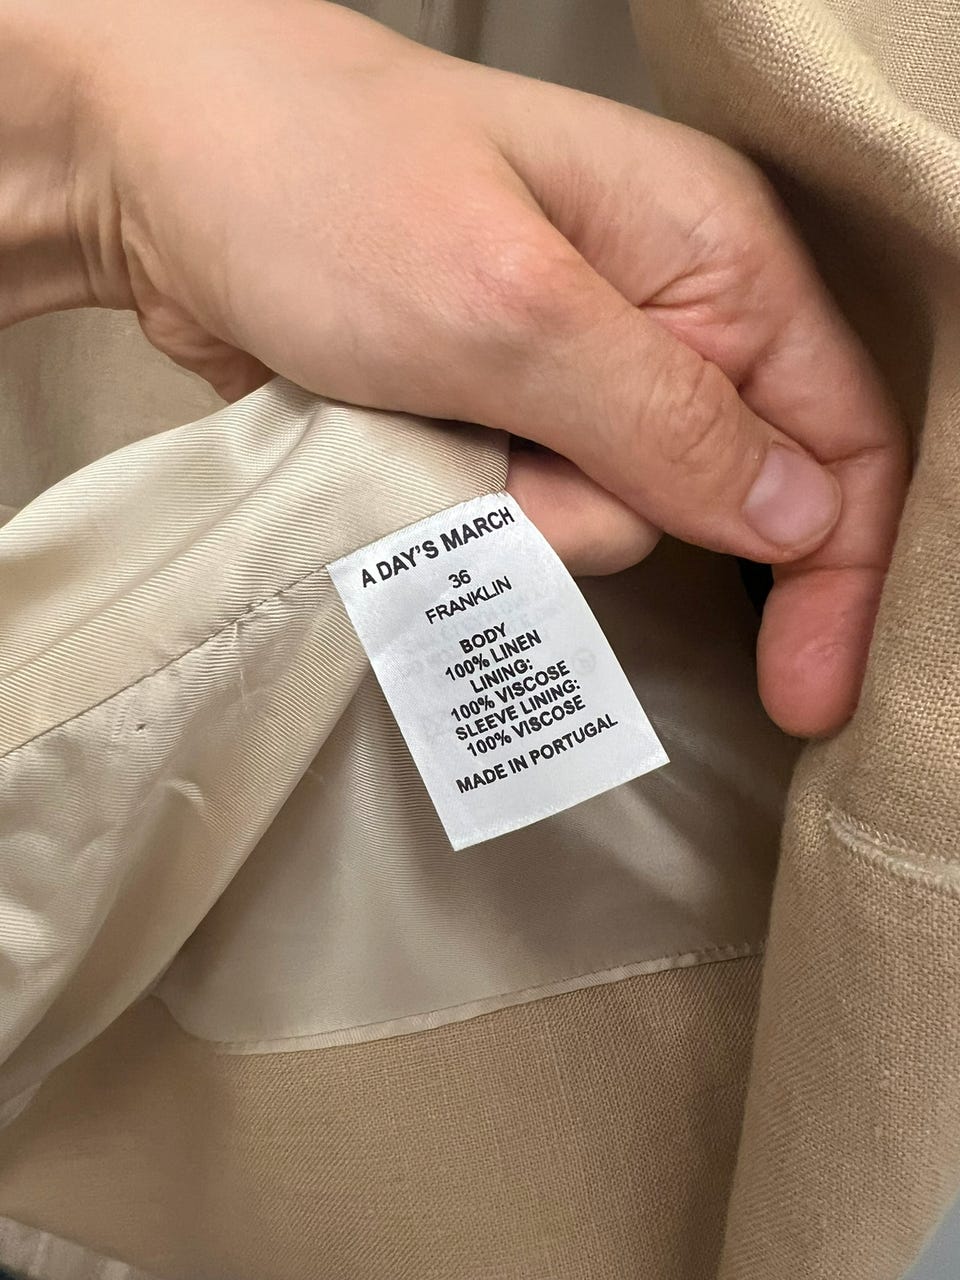 A DAY'S MARCH
36
FRANKLIN
BODY
100% LINEN
LINING:
100% VISCOSE
SLEEVE LINING:
100% VISCOSE
MADE IN PORTUGAL